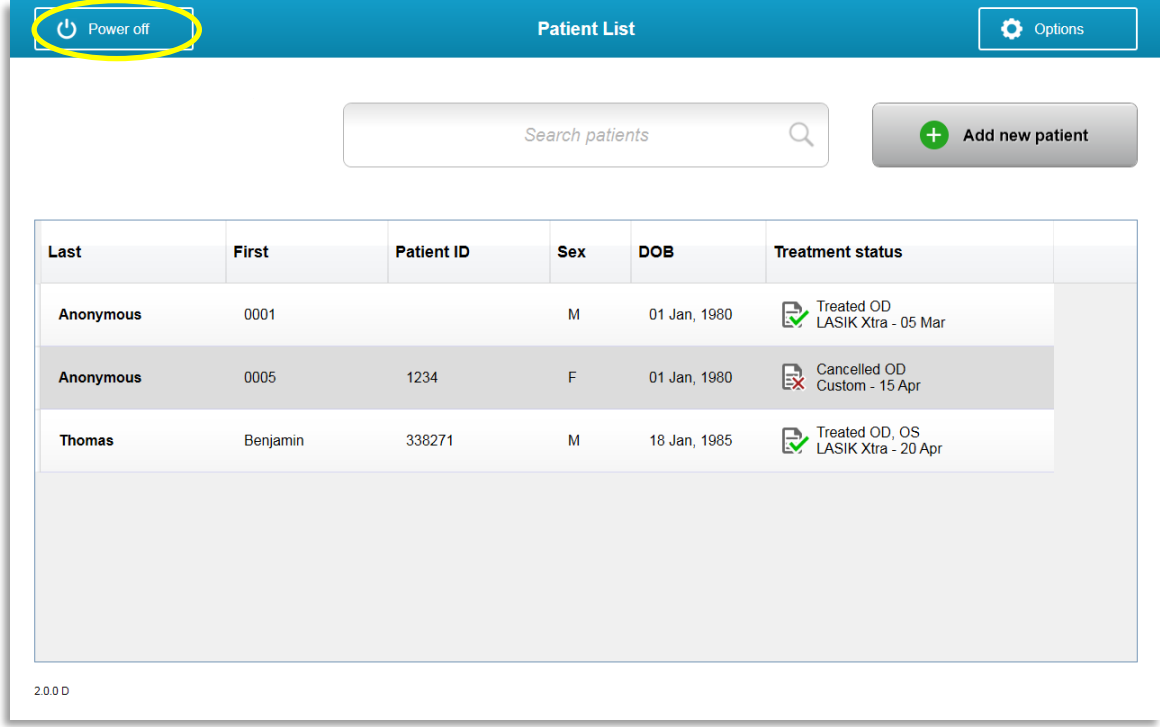 Power off
Patient List
Options
Search patients
Add new patient
Last First Patient ID Sex DOB Treatment status
Anonymous 0001 M 01 Jan, 1980 Treated OD
LASIK Xtra - 05 Mar
Anonymous 0005 1234 F 01 Jan, 1980 Cancelled OD
Custom - 15 Apr
Thomas Benjamin 338271 M 18 Jan, 1985 Treated OD, OS
LASIK Xtra - 20 Apr
2.0.0 D